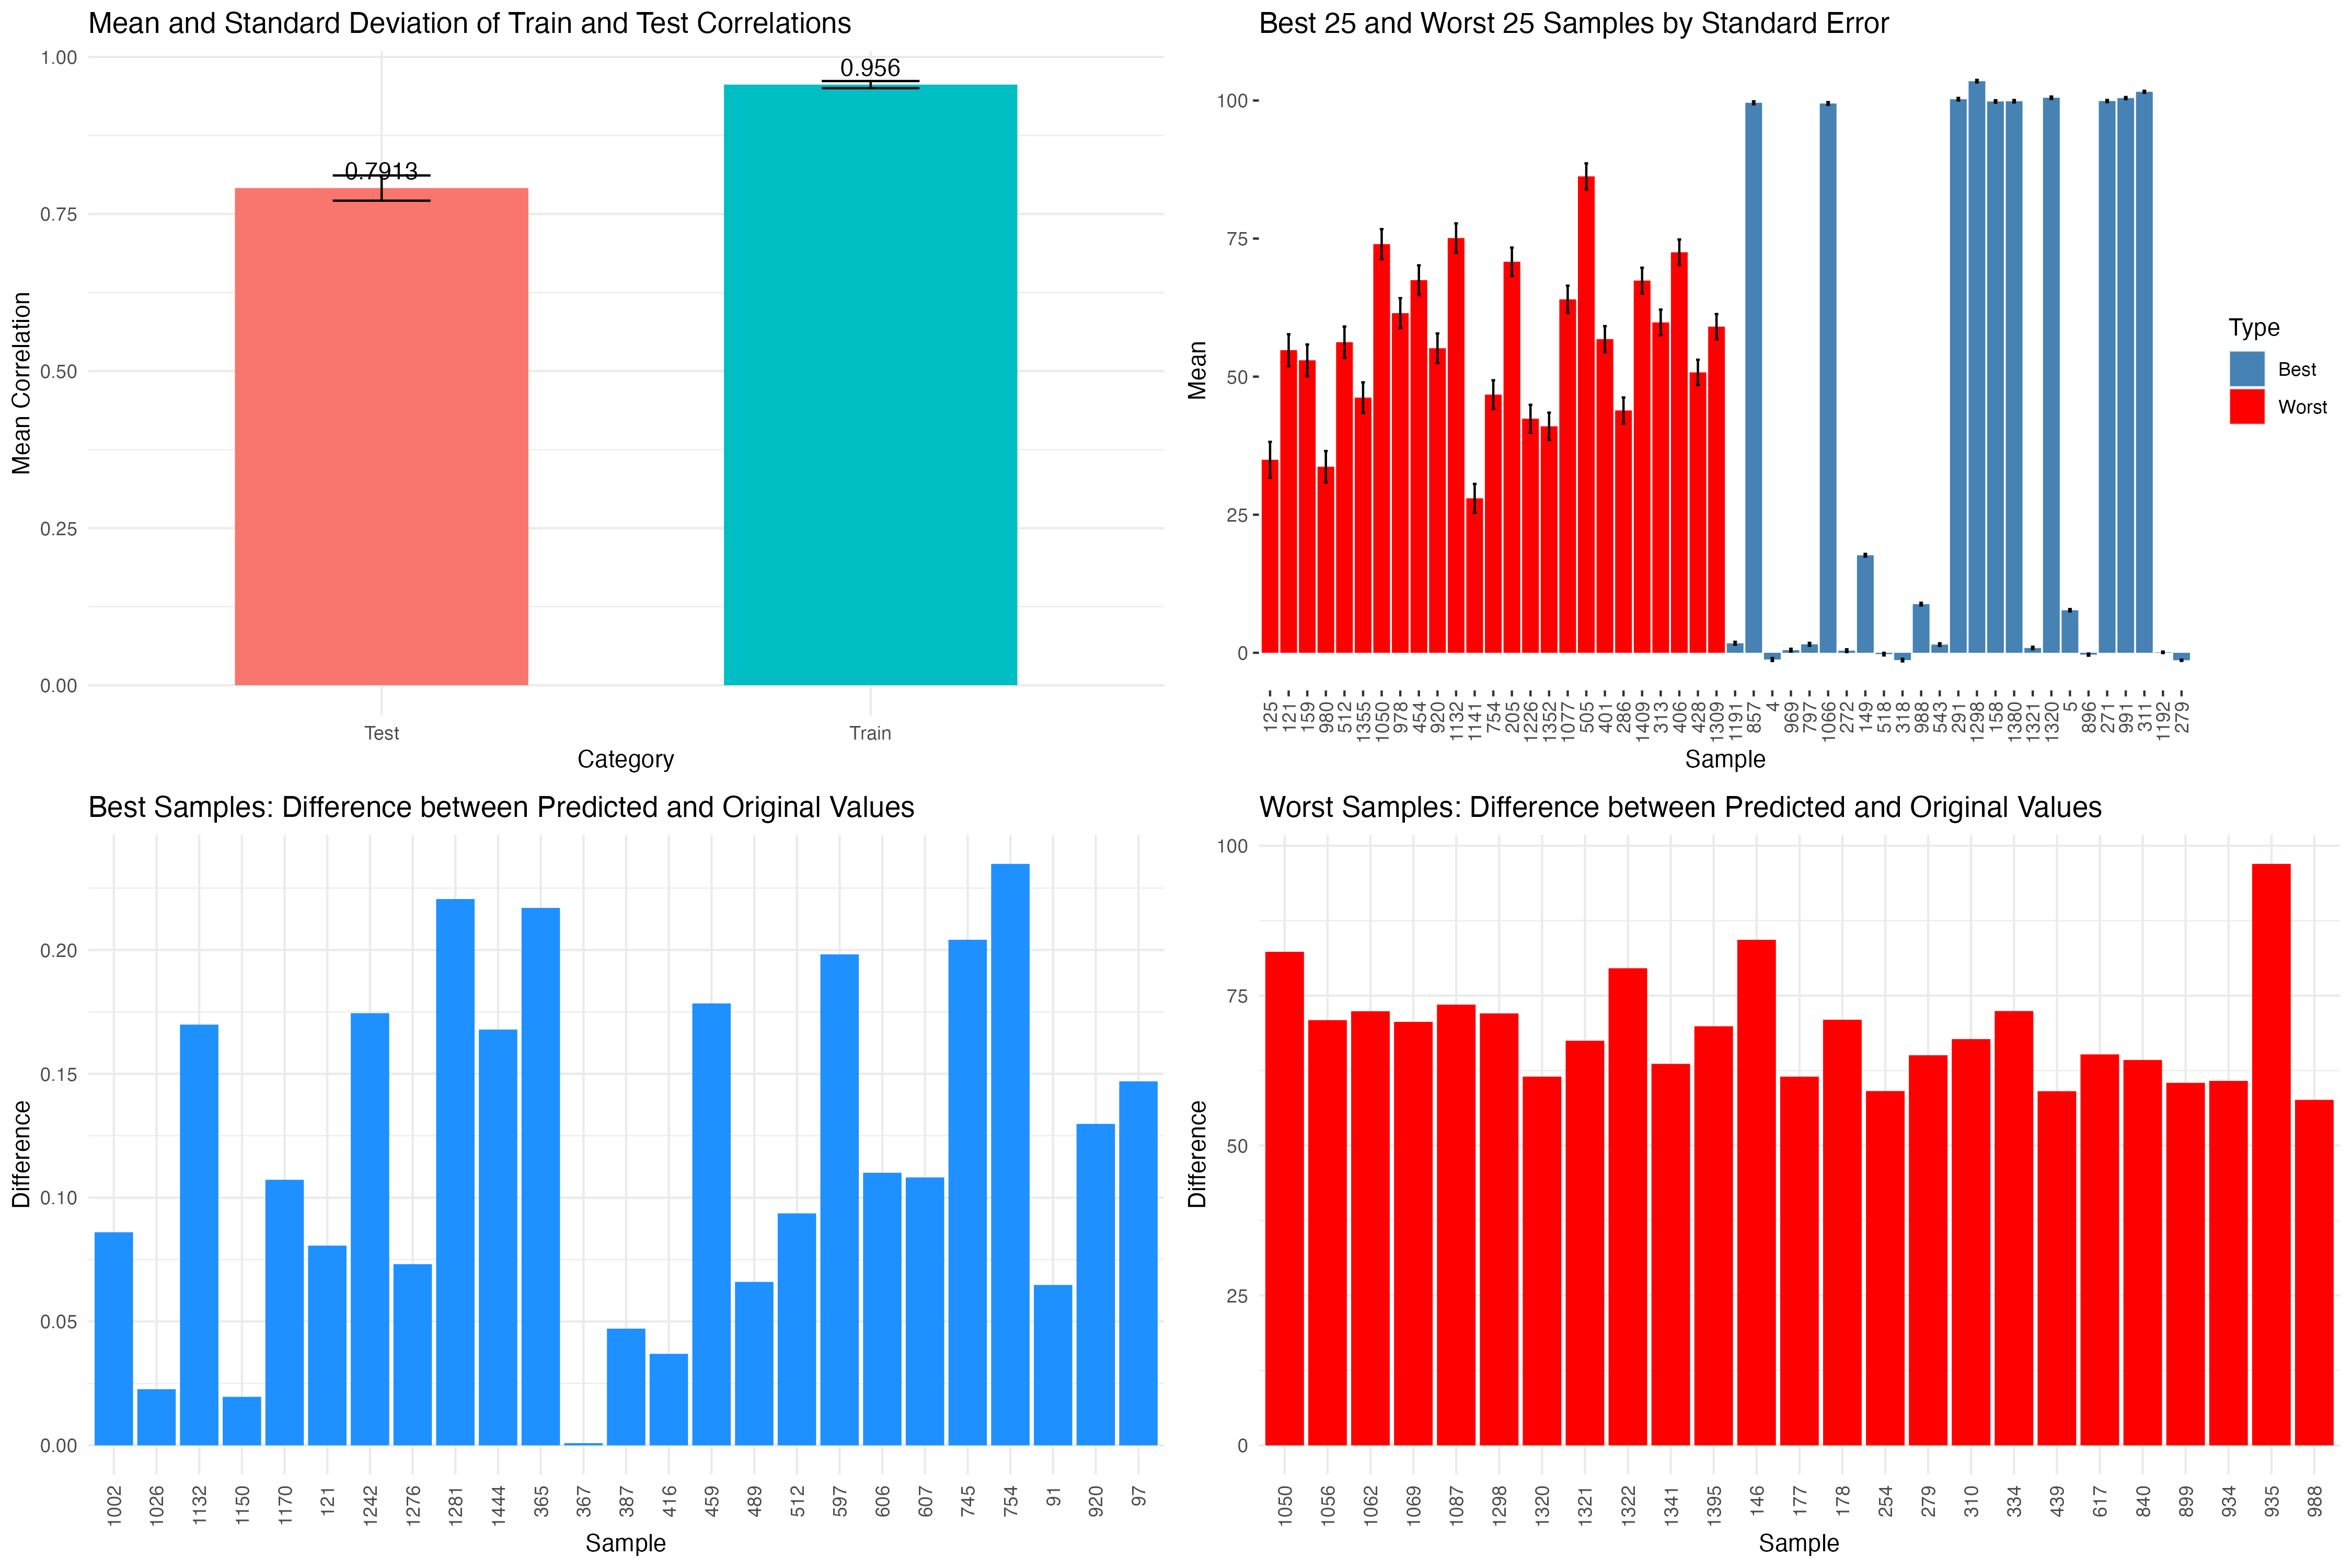 Mean and Standard Deviation of Train and Test Correlations
1.00
0.75
0.50
0.25
0.00
Mean Correlation
0.7913
0.956
Test Train
Category
Best 25 and Worst 25 Samples by Standard Error
100
75
50
25
0
Mean
125 121 159 980 512 1355 1050 978 454 920 1132 1141 754 205 1226 1352 1077 505 401 286 1409 313 406 428 1309 1191 857 4 969 797 1066 272 149 518 318 988 543 291 1298 158 1380 1321 1320 5 896 271 991 311 1192 279
Sample
Type
Best
Worst
Best Samples: Difference between Predicted and Original Values
0.20
0.15
0.10
0.05
0.00
Difference
1002 1026 1132 1150 1170 121 1242 1276 1281 1444 365 367 387 416 459 489 512 597 606 607 745 754 91 920 97
Sample
Worst Samples: Difference between Predicted and Original Values
100
75
50
25
0
Difference
1050 1056 1062 1069 1087 1298 1320 1321 1322 1341 1395 146 177 178 254 279 310 334 439 617 840 899 934 935 988
Sample